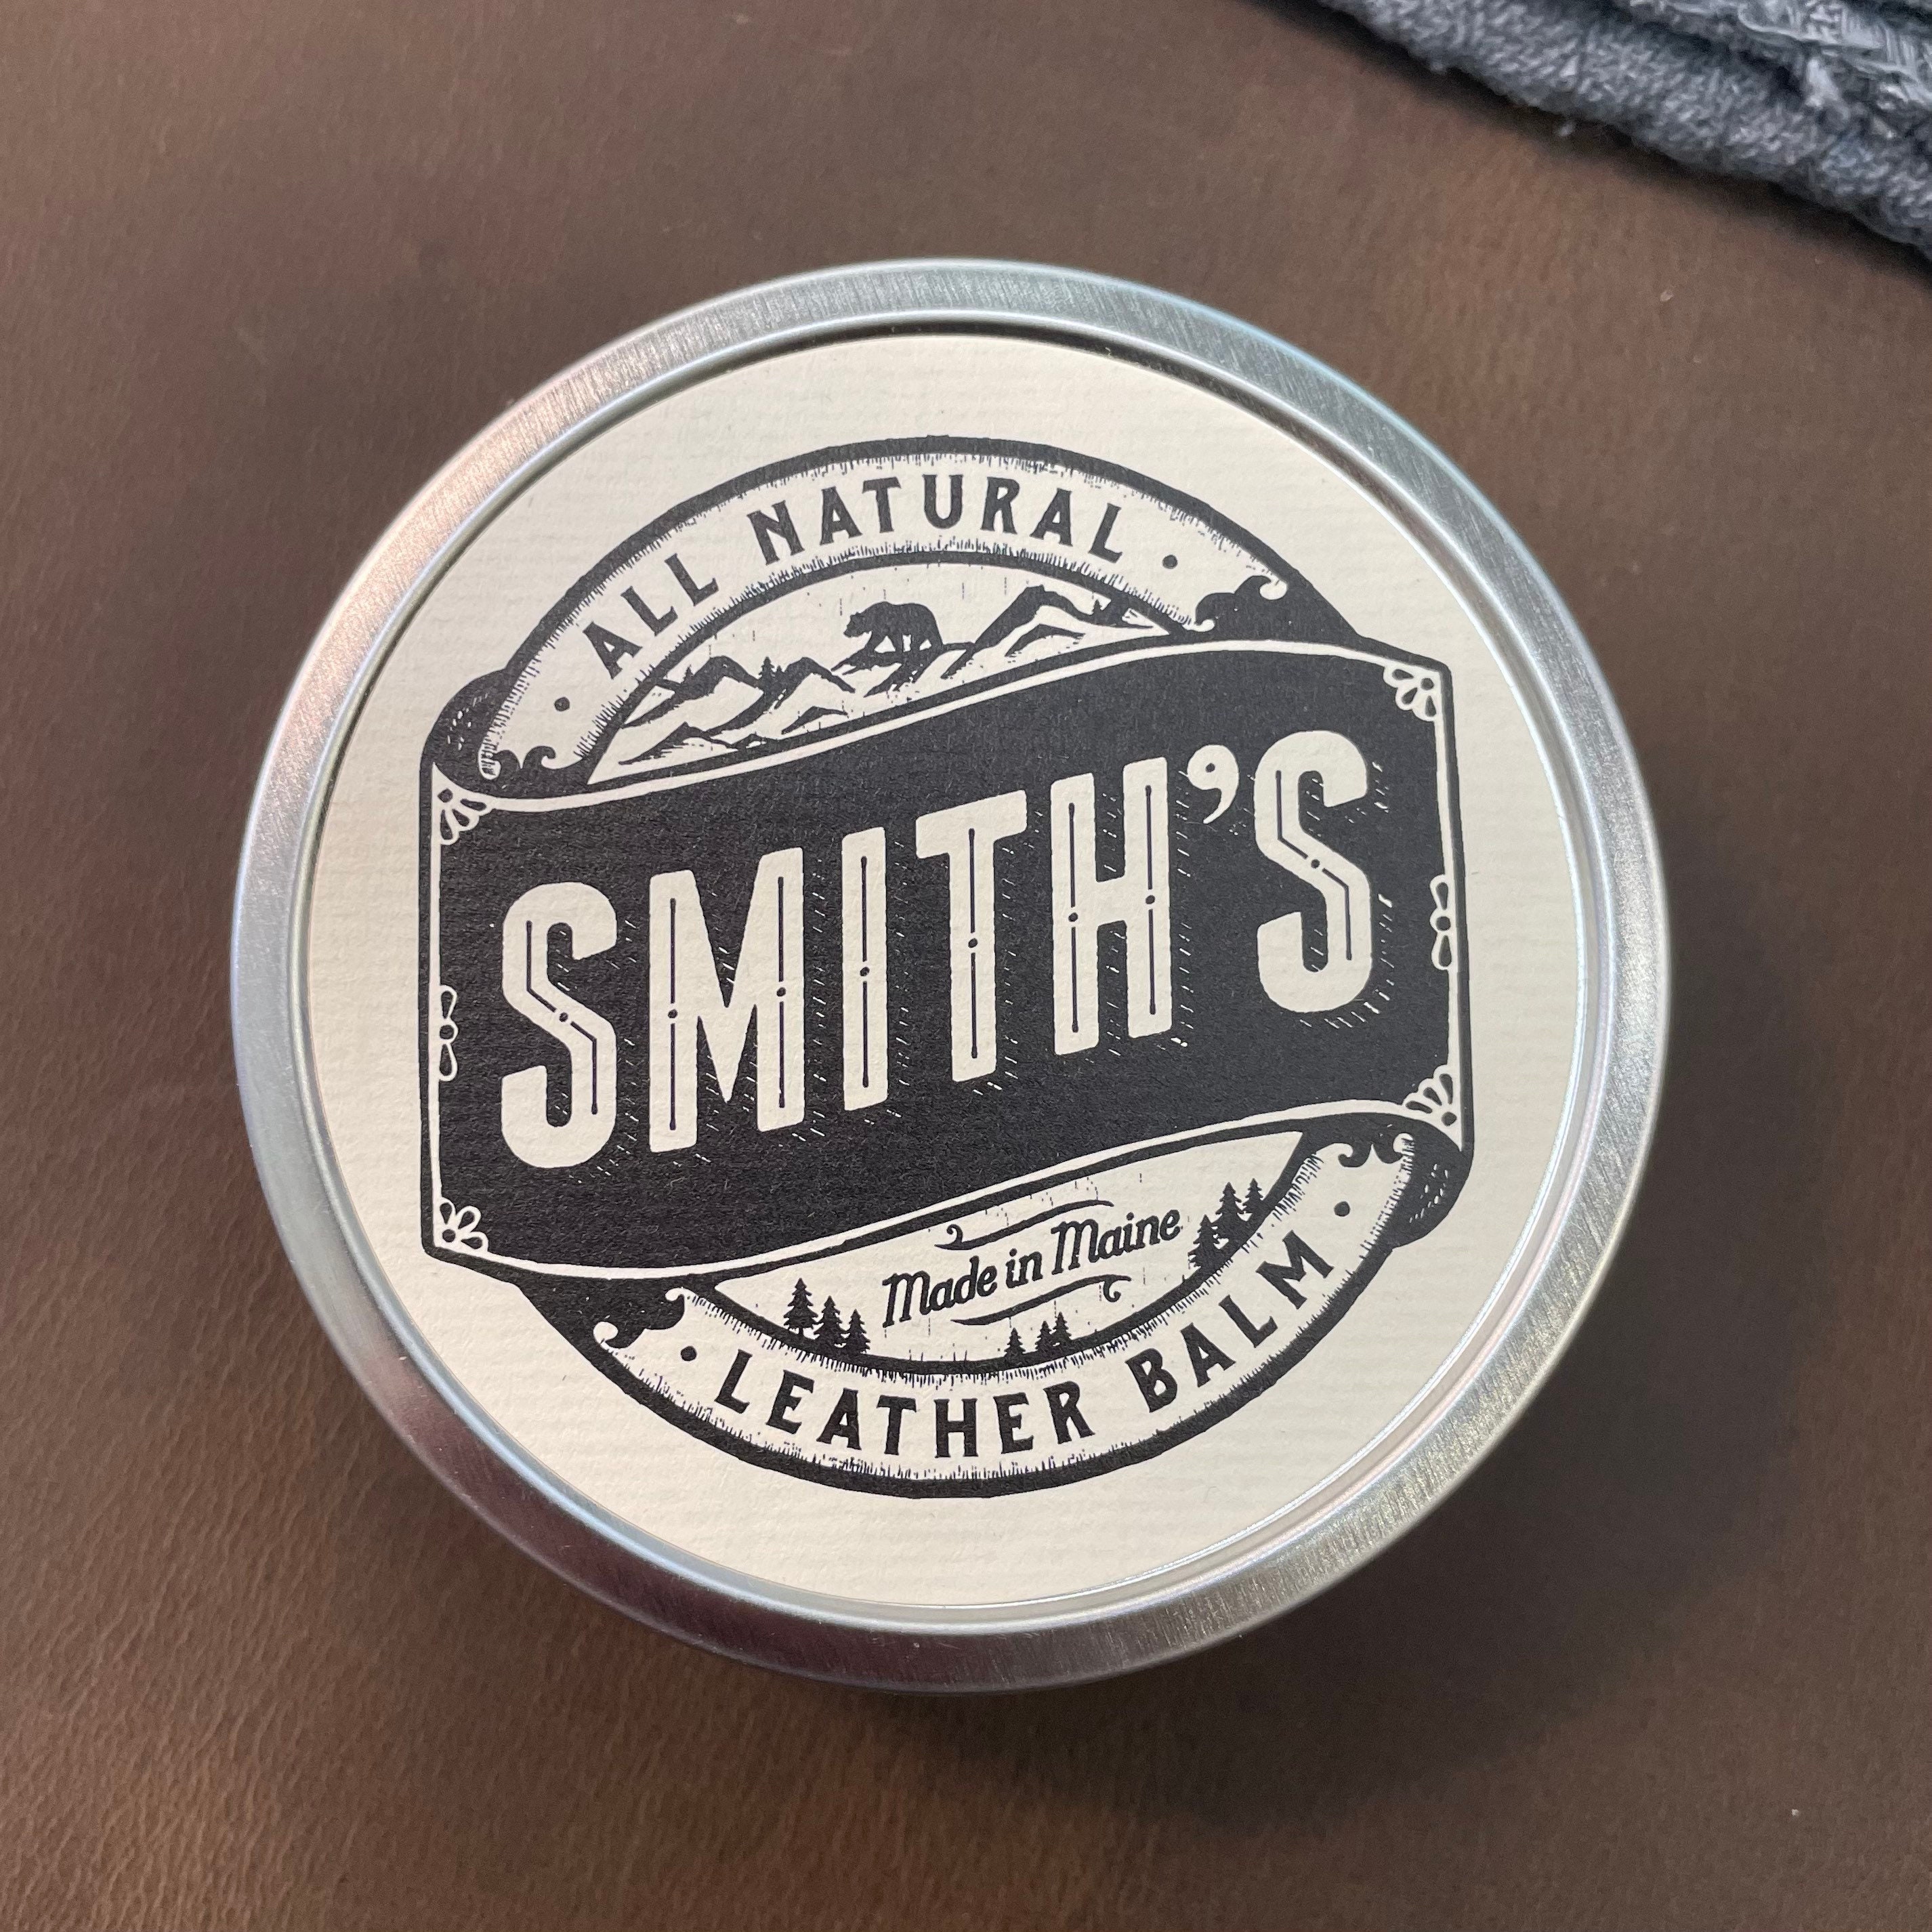 ALL NATURAL
SMITH'S
Made in Maine
LEATHER BALM